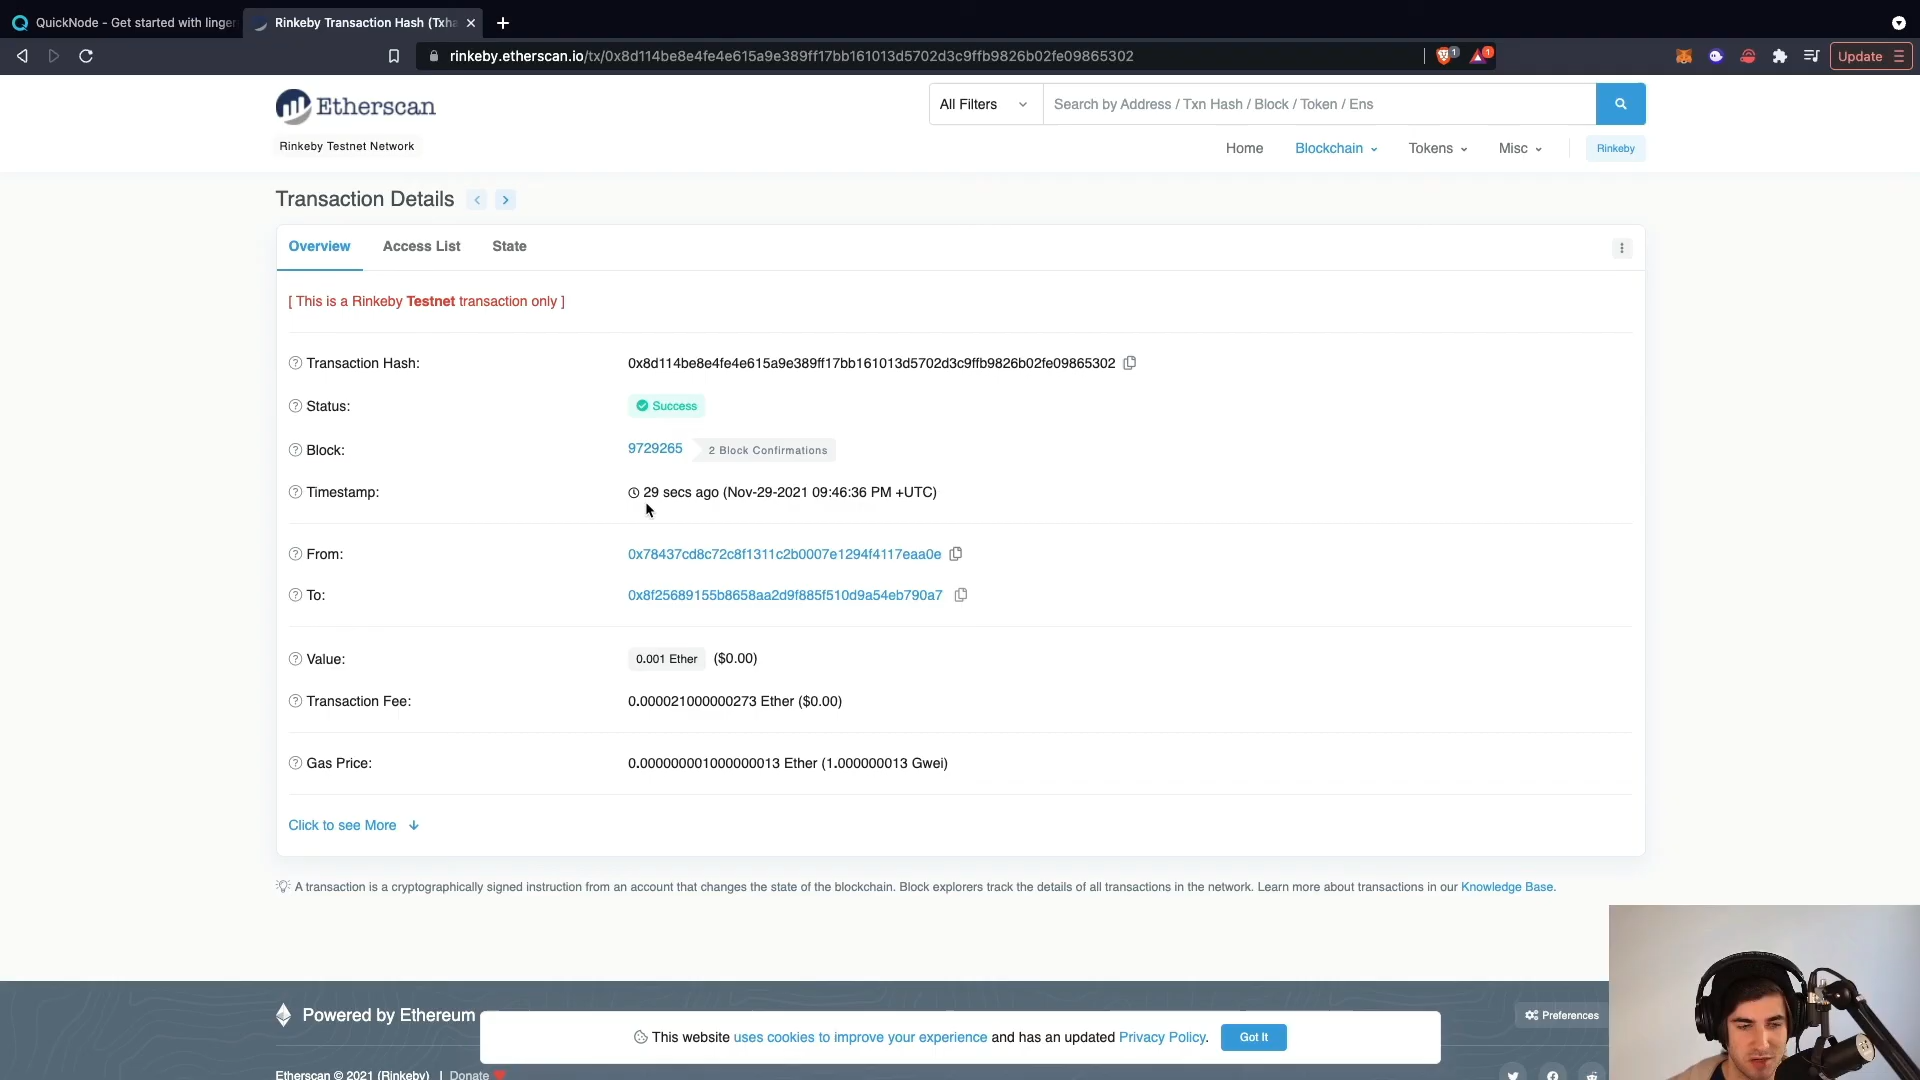 QuickNode - Get started with linger
Rinkeby Transaction Hash (Txha
rinkeby.etherscan.io/tx/0x8d114be8e4fe4e615a9e389ff17bb161013d5702d3c9ffb9826b02fe09865302
1
1
Update
Etherscan
All Filters
Search by Address / Txn Hash / Block / Token / Ens
Rinkeby Testnet Network
Home
Blockchain
Tokens
Misc
Rinkeby
Transaction Details
Overview
Access List
State
[ This is a Rinkeby Testnet transaction only ]
Transaction Hash:
0x8d114be8e4fe4e615a9e389ff17bb161013d5702d3c9ffb9826b02fe09865302
Status:
Success
Block:
9729265
2 Block Confirmations
Timestamp:
29 secs ago (Nov-29-2021 09:46:36 PM +UTC)
From:
0x78437cd8c72c8f1311c2b0007e1294f4117eaa0e
To:
0x8f25689155b8658aa2d9f885f510d9a54eb790a7
Value:
0.001 Ether ($0.00)
Transaction Fee:
0.000021000000273 Ether ($0.00)
Gas Price:
0.000000001000000013 Ether (1.000000013 Gwei)
Click to see More
A transaction is a cryptographically signed instruction from an account that changes the state of the blockchain. Block explorers track the details of all transactions in the network. Learn more about transactions in our Knowledge Base.
Powered by Ethereum
Preferences
This website uses cookies to improve your experience and has an updated Privacy Policy.
Got It
Etherscan © 2021 (Rinkeby) | Donate